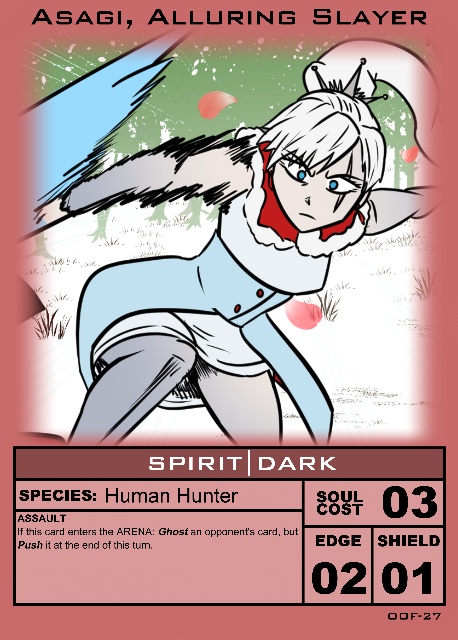 Asagi, Alluring Slayer
SPIRIT|DARK
SPECIES: Human Hunter
SOUL COST 03
ASSAULT
If this card enters the ARENA: Ghost an opponent's card, but
Push it at the end of this turn.
EDGE SHIELD
02 01
OOF-27